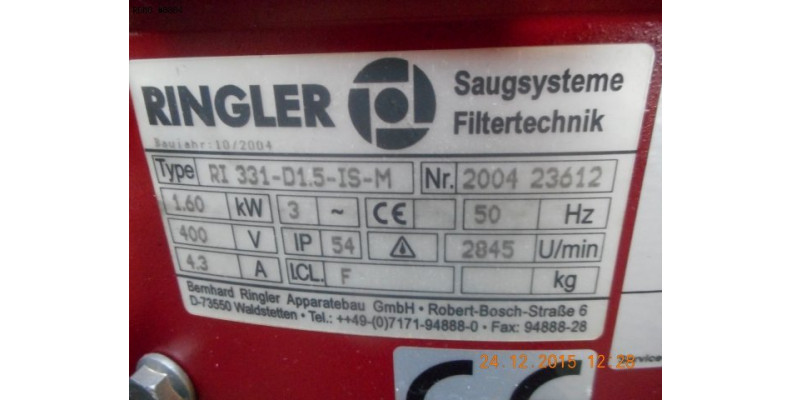 RINGLER Saugsysteme
Filtertechnik
Baujahr:10/2004
Type RI 331-D1.5-IS-M Nr. 2004 23612
1.60 kW 3 ~ CE 50 Hz
400 V IP 54 2845 U/min
4.3 A I.CL. F kg
Bernhard Ringler Apparatebau GmbH • Robert-Bosch-Straße 6
D-73550 Waldstetten • Tel.: ++49-(0)7171-94888-0 • Fax: 94888-28
24.12.2015 12:28
Service
CE